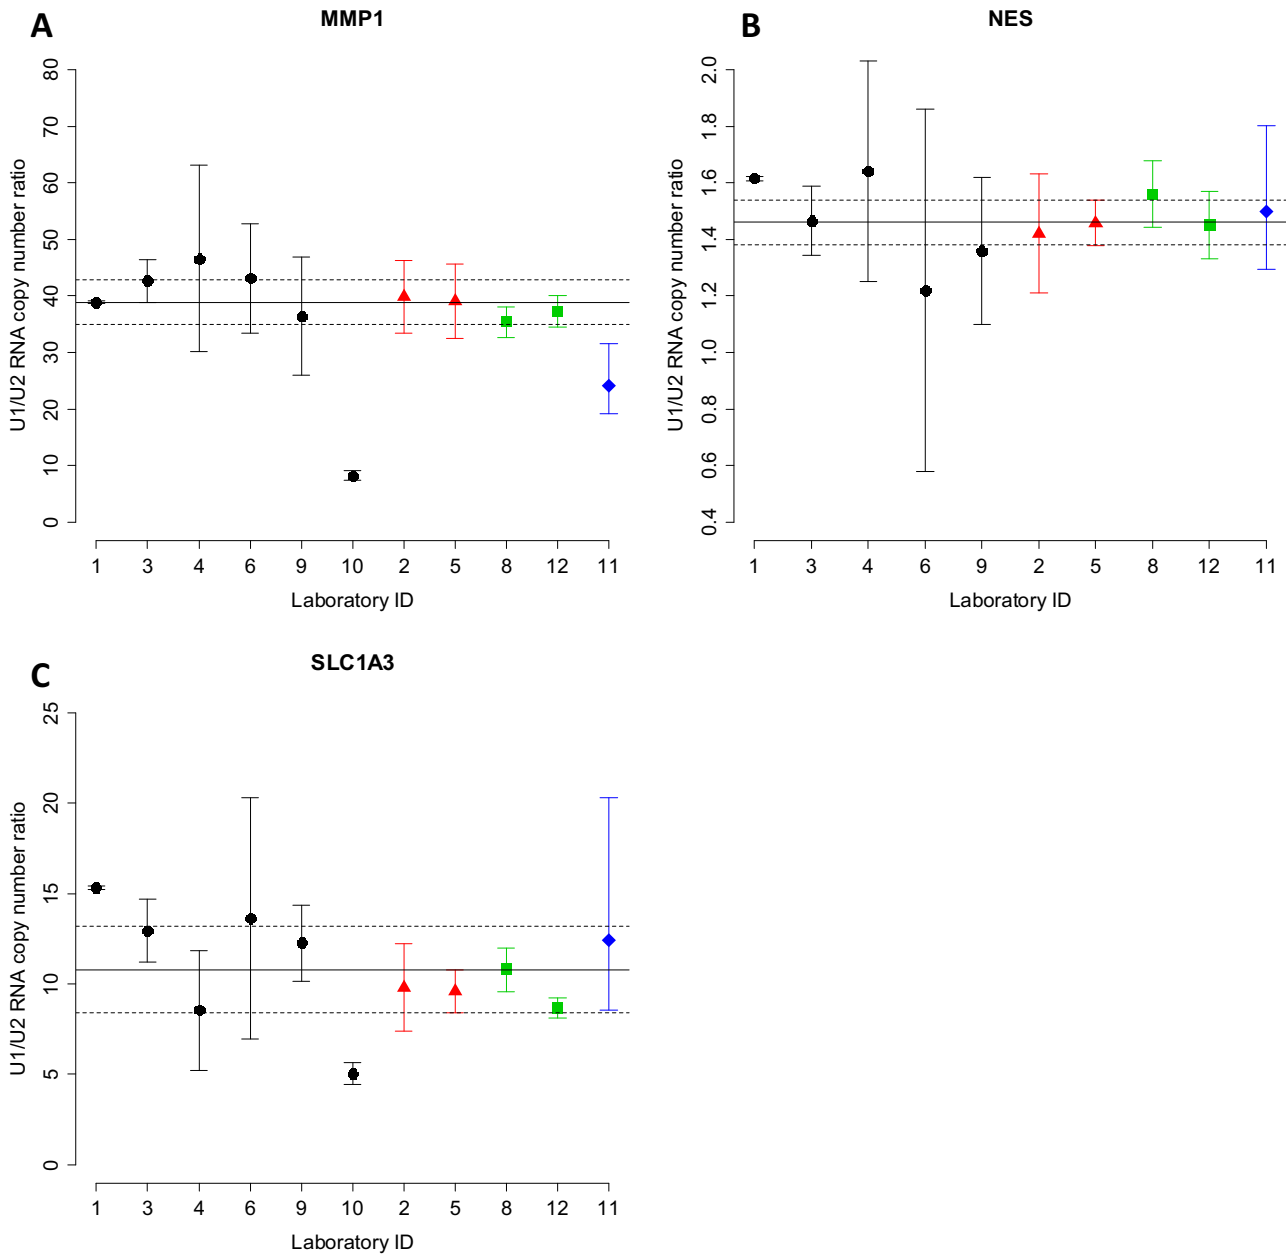 A
MMP1
U1/U2 RNA copy number ratio
80
70
60
50
40
30
20
10
0
1 3 4 6 9 10 2 5 8 12 11
Laboratory ID
B
NES
U1/U2 RNA copy number ratio
2.0
1.8
1.6
1.4
1.2
1.0
0.8
0.6
0.4
1 3 4 6 9 2 5 8 12 11
Laboratory ID
C
SLC1A3
U1/U2 RNA copy number ratio
25
20
15
10
5
0
1 3 4 6 9 10 2 5 8 12 11
Laboratory ID